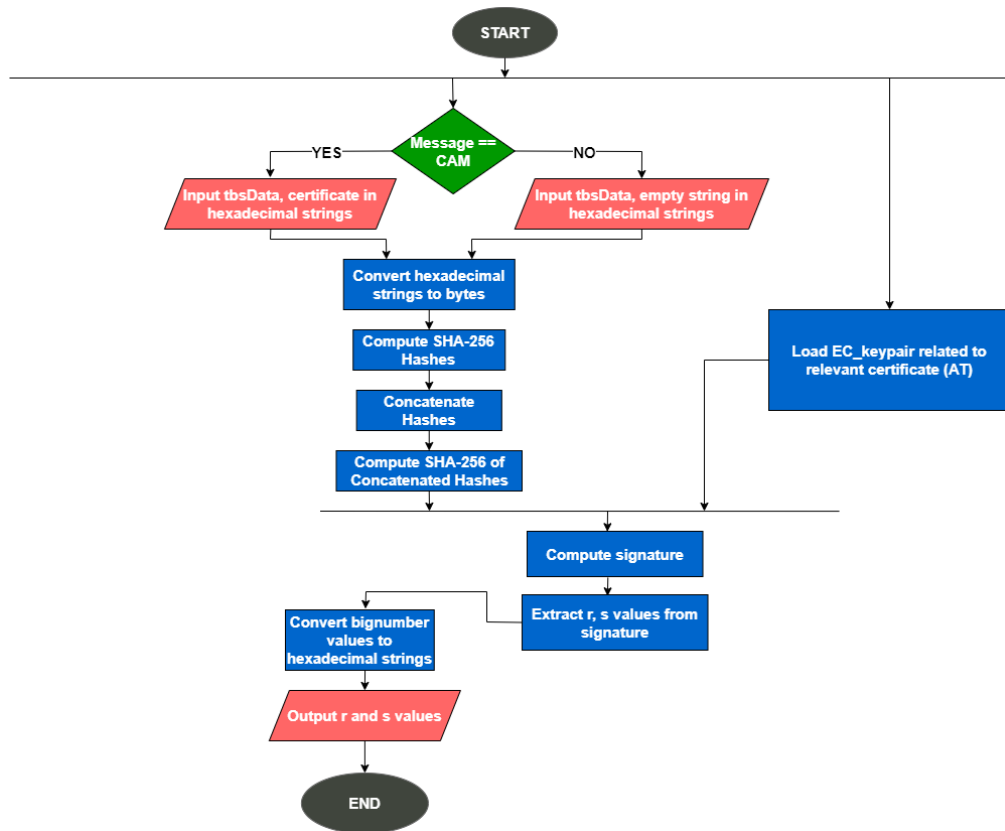 START
Message ==
CAM
YES
NO
Input tbsData, certificate in
hexadecimal strings
Input tbsData, empty string in
hexadecimal strings
Convert hexadecimal
strings to bytes
Compute SHA-256
Hashes
Load EC_keypair related to
relevant certificate (AT)
Concatenate
Hashes
Compute SHA-256 of
Concatenated Hashes
Compute signature
Extract r, s values from
signature
Convert bignumber
values to
hexadecimal strings
Output r and s values
END